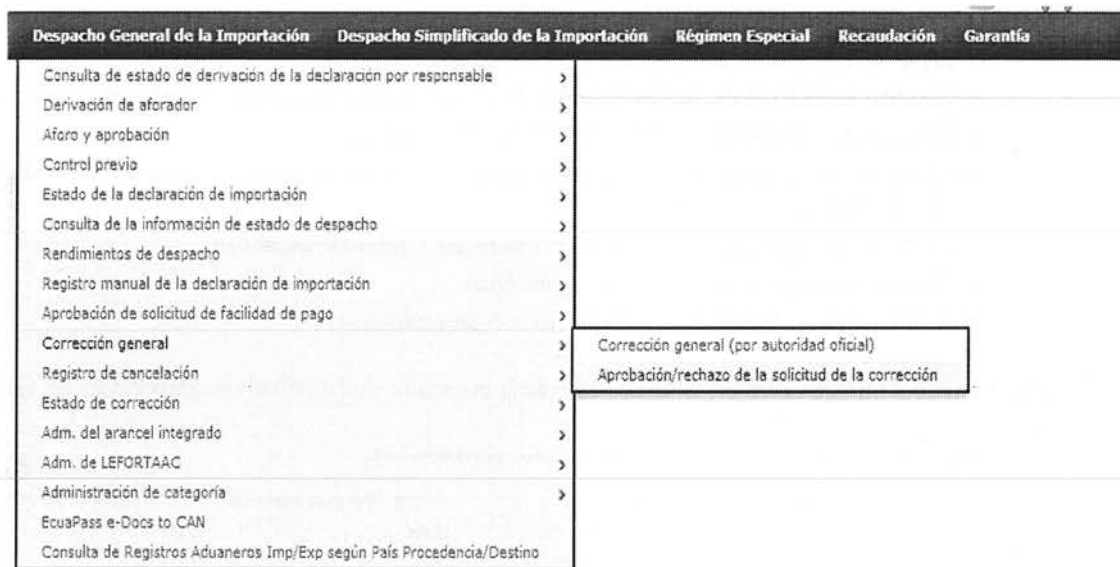 Despacho General de la Importación Despacho Simplificado de la Importación Régimen Especial Recaudación Garantía
Consulta de estado de derivación de la declaración por responsable >
Derivación de aforador >
Aforo y aprobación >
Control previo >
Estado de la declaración de importación >
Consulta de la información de estado de despacho >
Rendimientos de despacho >
Registro manual de la declaración de importación >
Aprobación de solicitud de facilidad de pago >
Corrección general >
Corrección general (por autoridad oficial)
Aprobación/rechazo de la solicitud de la corrección
Registro de cancelación >
Estado de corrección >
Adm. del arancel integrado >
Adm. de LEFORTAAC >
Administración de categoría >
EcuaPass e-Docs to CAN
Consulta de Registros Aduaneros Imp/Exp según País Procedencia/Destino